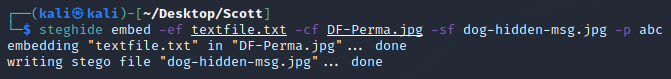 ┌──(kali㉿kali)-[~/Desktop/Scott]
└─$ steghide embed -ef textfile.txt -cf DF-Perma.jpg -sf dog-hidden-msg.jpg -p abc
embedding "textfile.txt" in "DF-Perma.jpg"... done
writing stego file "dog-hidden-msg.jpg"... done